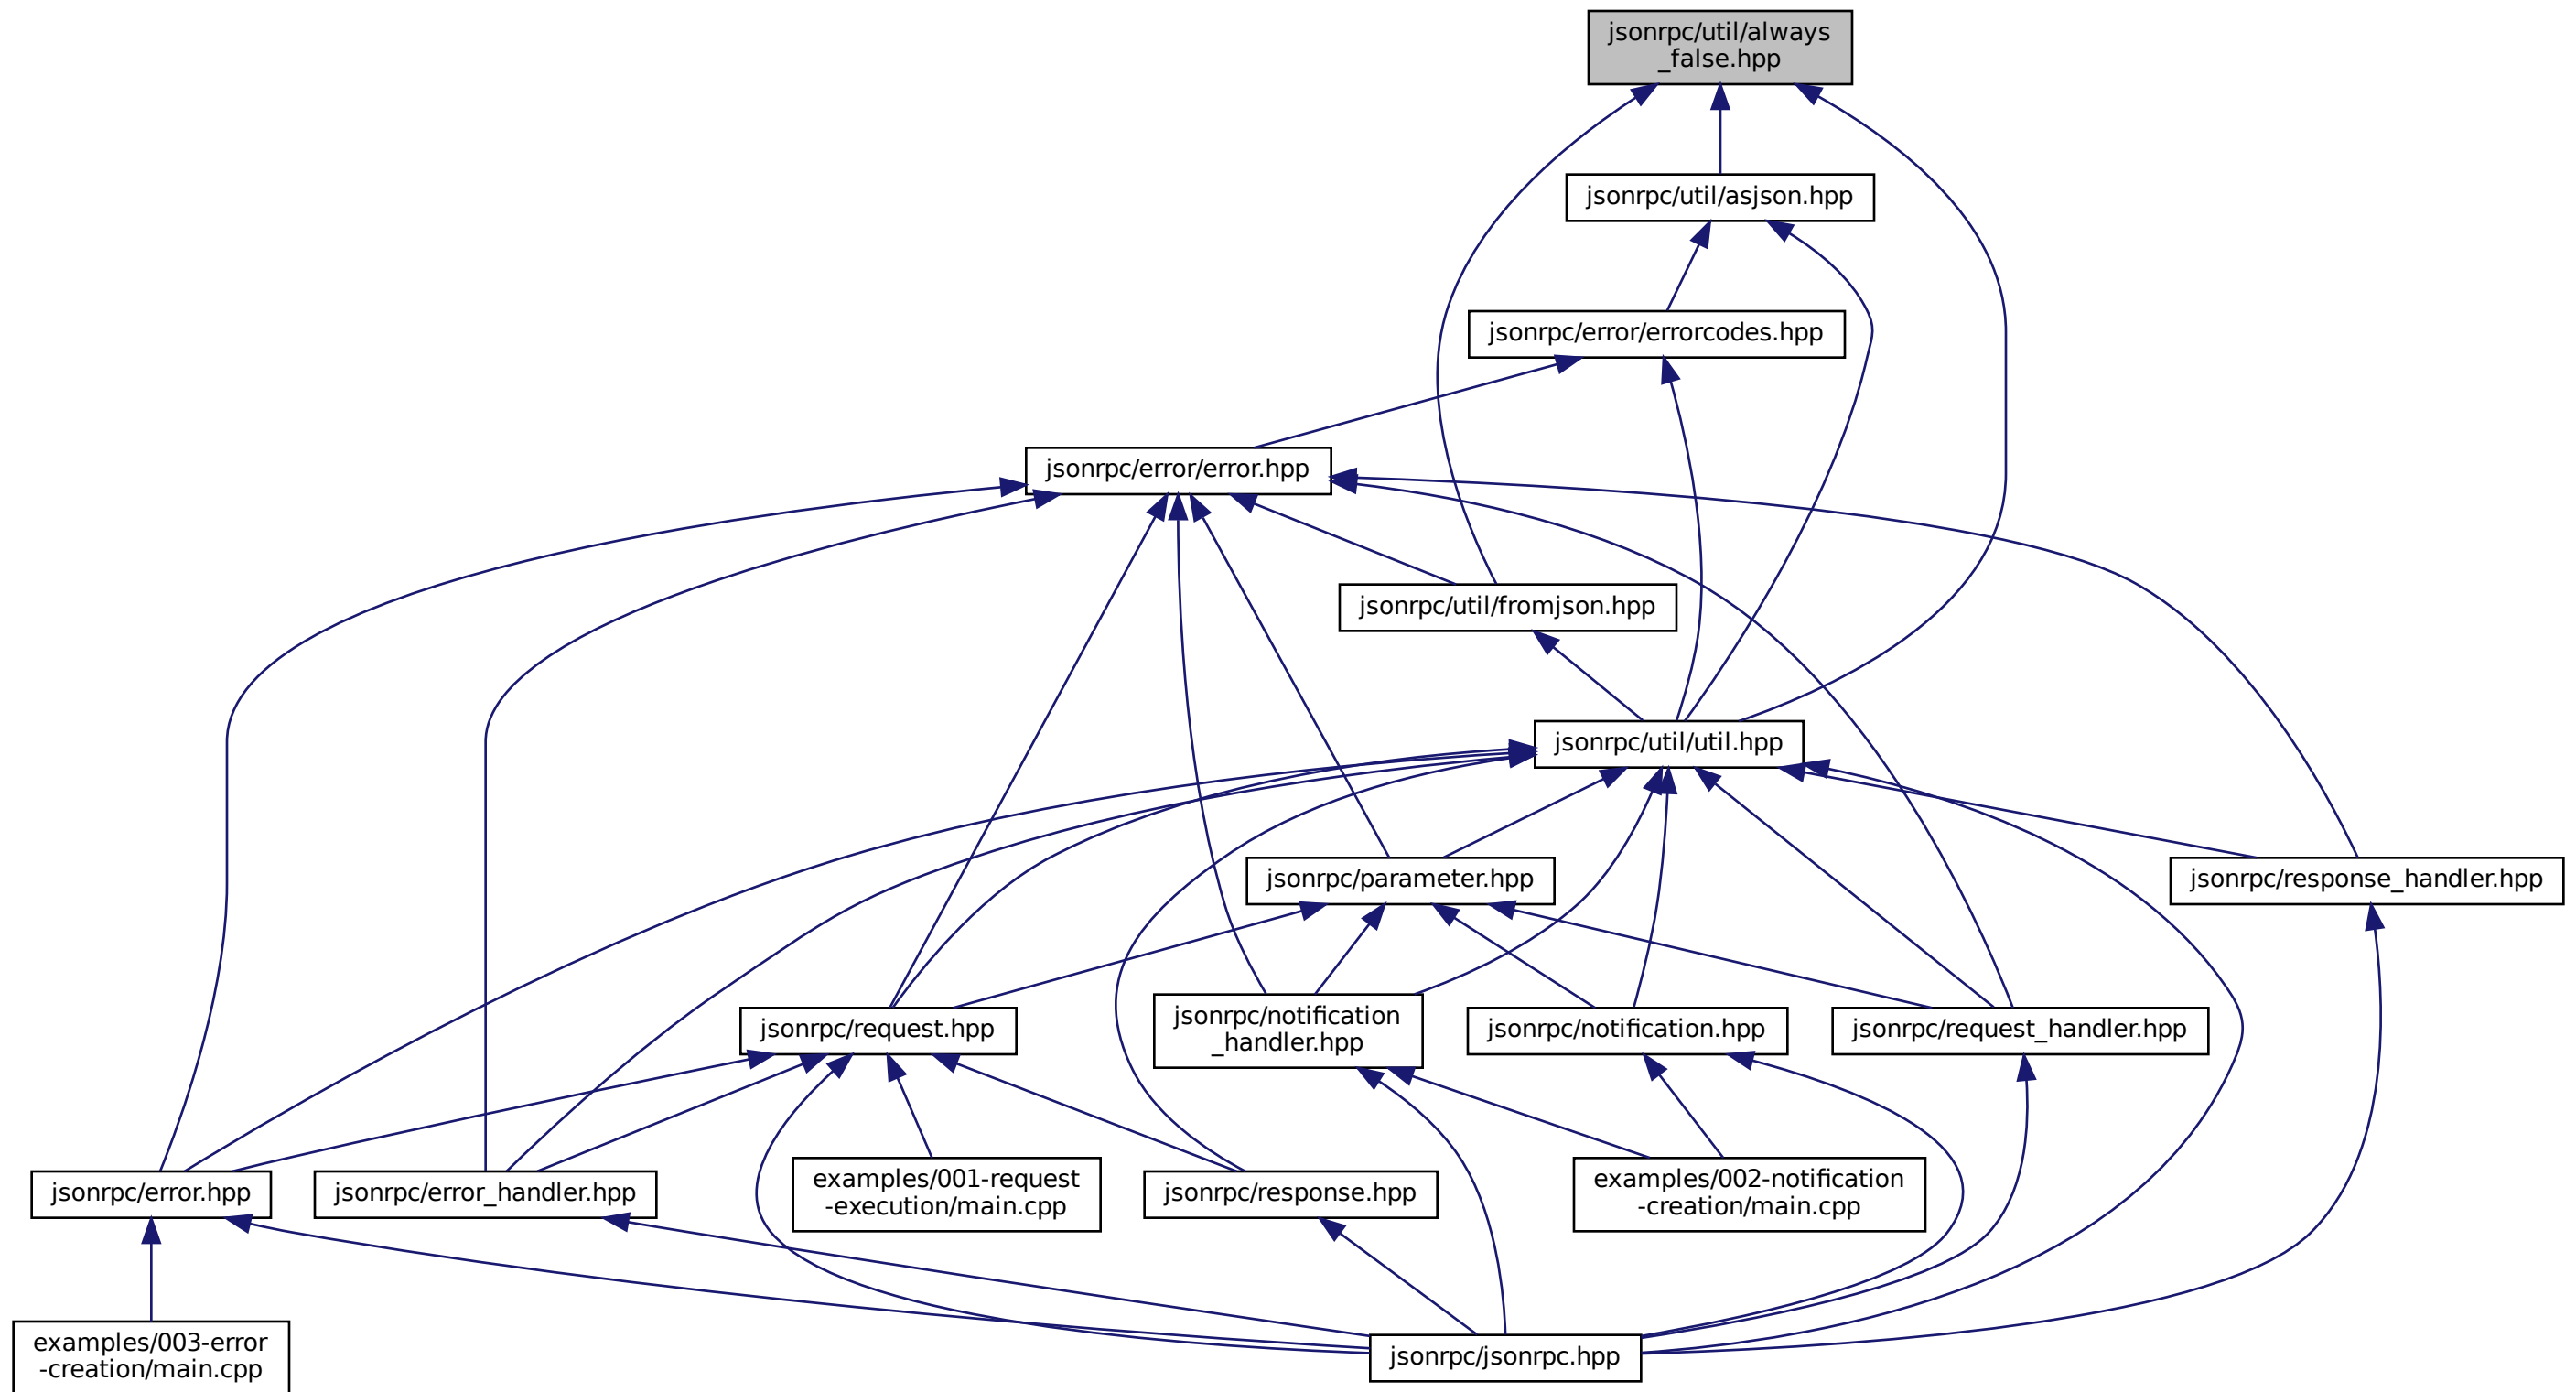 jsonrpc/util/always
_false.hpp
jsonrpc/util/asjson.hpp
jsonrpc/error/errorcodes.hpp
jsonrpc/error/error.hpp
jsonrpc/util/fromjson.hpp
jsonrpc/util/util.hpp
jsonrpc/parameter.hpp
jsonrpc/response_handler.hpp
jsonrpc/request.hpp
jsonrpc/notification
_handler.hpp
jsonrpc/notification.hpp
jsonrpc/request_handler.hpp
jsonrpc/error.hpp
jsonrpc/error_handler.hpp
examples/001-request
-execution/main.cpp
jsonrpc/response.hpp
examples/002-notification
-creation/main.cpp
examples/003-error
-creation/main.cpp
jsonrpc/jsonrpc.hpp